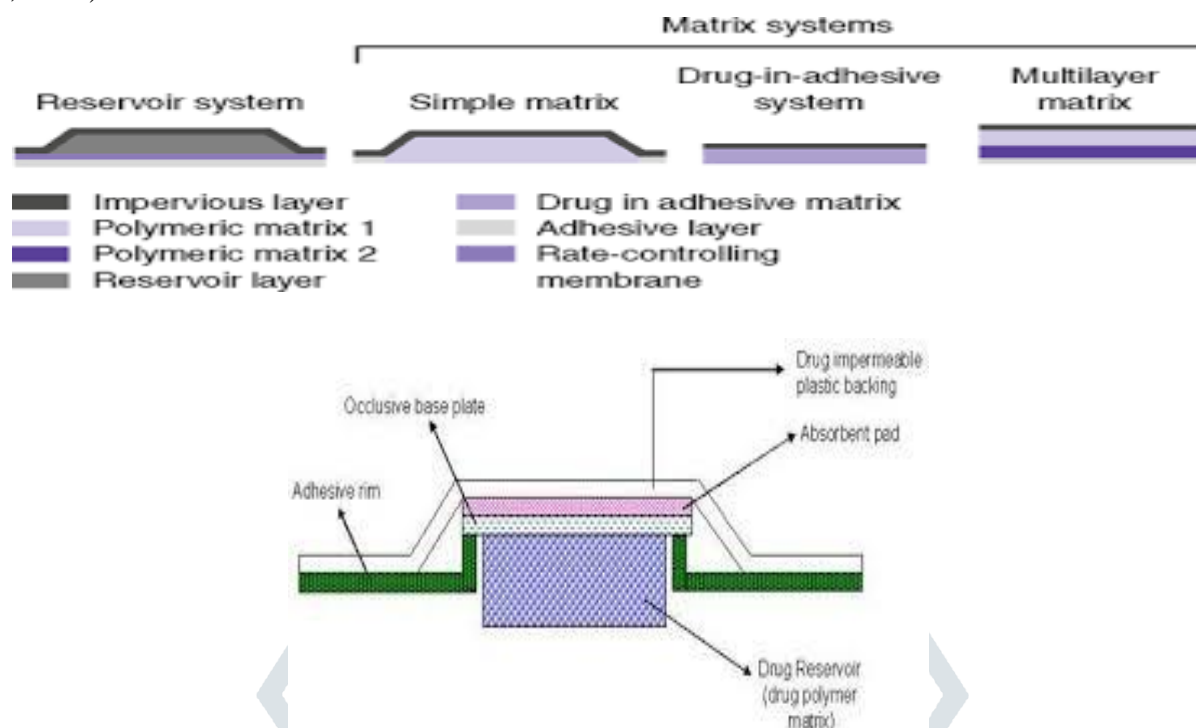 Matrix systems
Reservoir system
Simple matrix
Drug-in-adhesive
system
Multilayer
matrix
Impervious layer
Polymeric matrix 1
Polymeric matrix 2
Reservoir layer
Drug in adhesive matrix
Adhesive layer
Rate-controlling
membrane
Drug impermeable
plastic backing
Occlusive base plate
Absorbent pad
Adhesive rim
Drug Reservoir
(drug polymer
matrix)